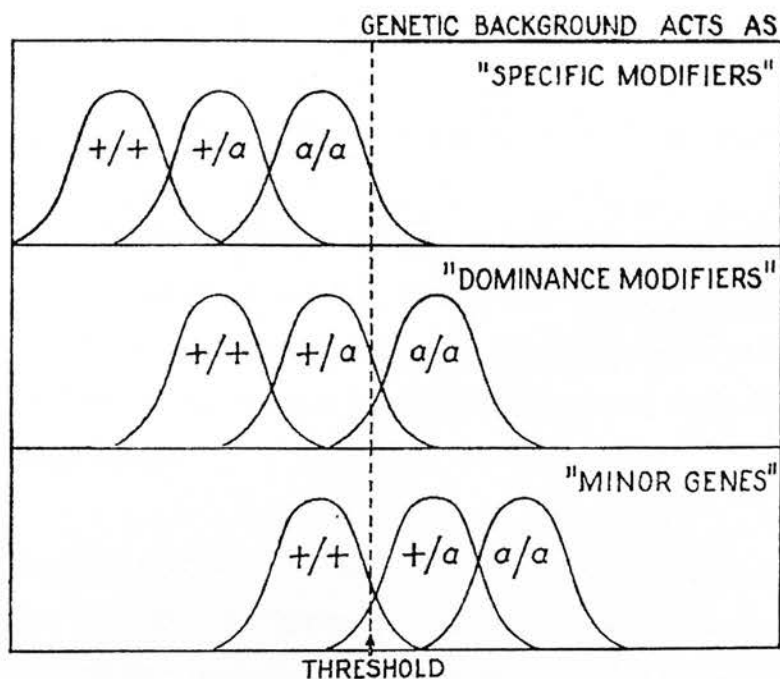 GENETIC BACKGROUND ACTS AS
"SPECIFIC MODIFIERS"
+/+ +/a a/a
"DOMINANCE MODIFIERS"
+/+ +/a a/a
"MINOR GENES"
+/+ +/a a/a
THRESHOLD